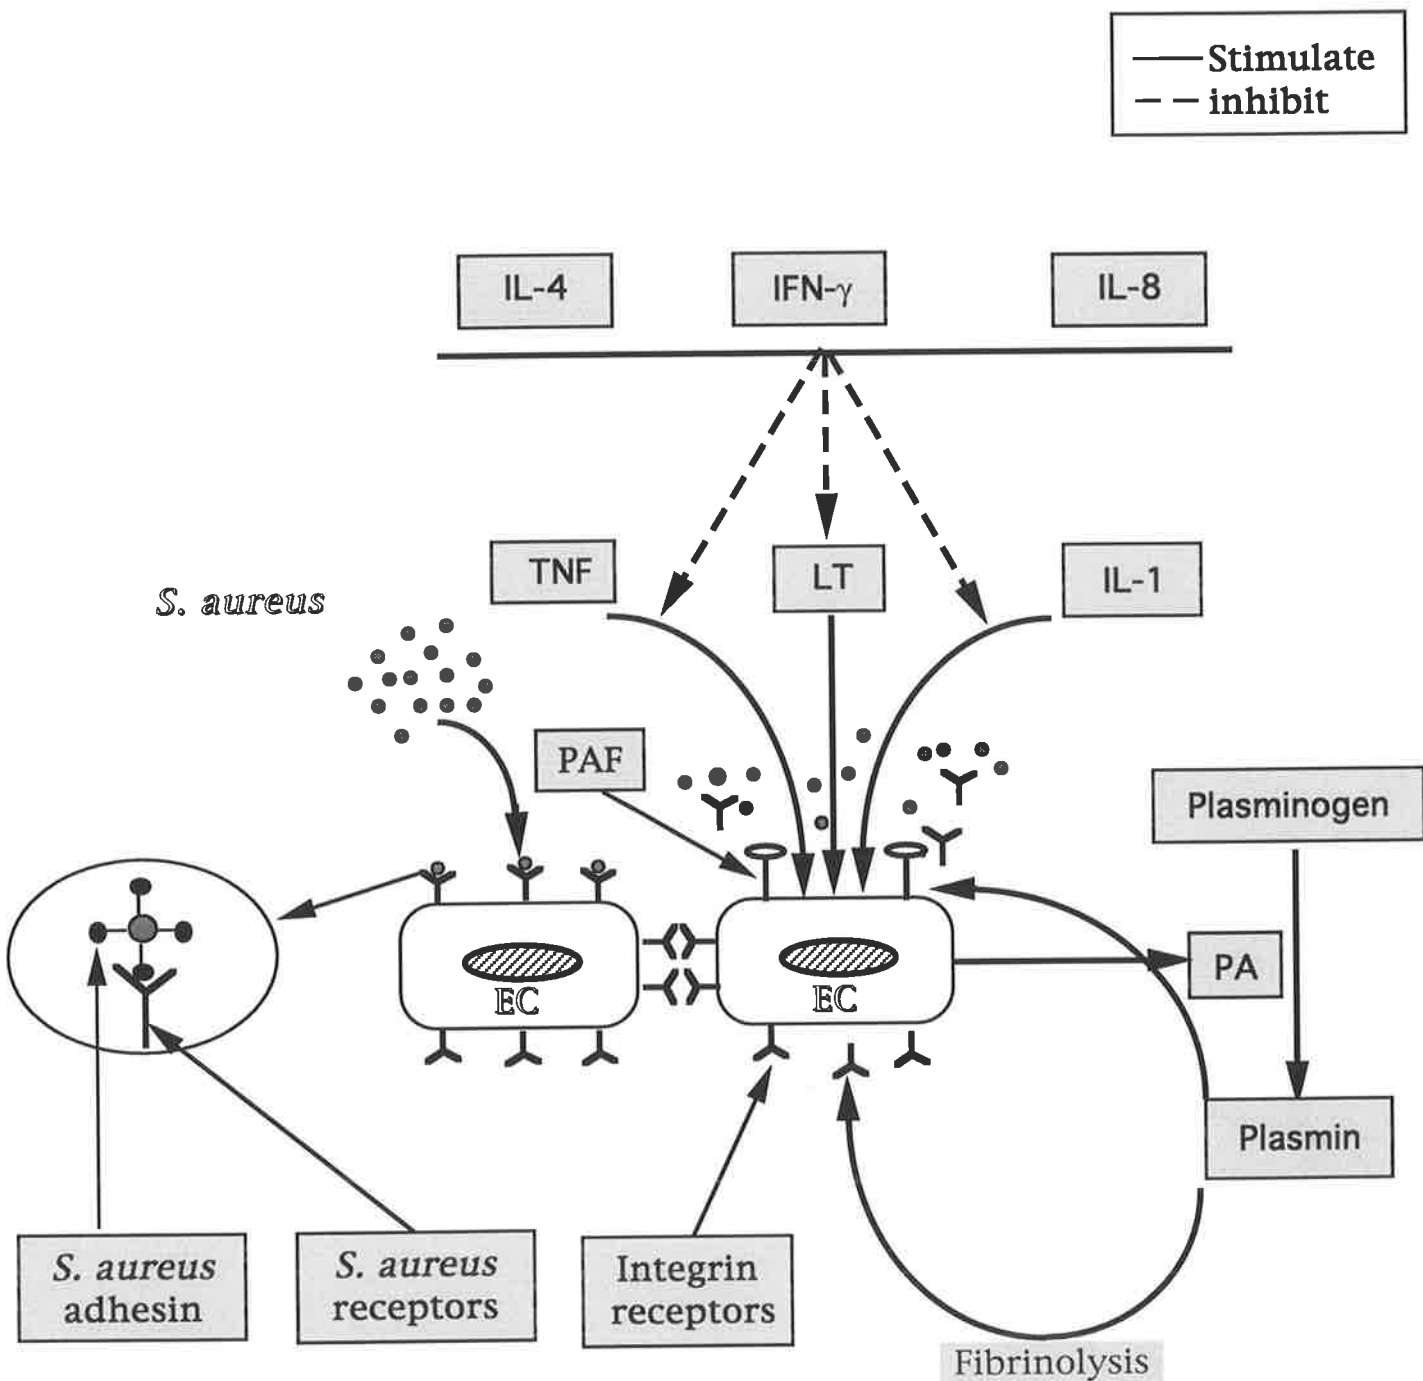 Stimulate
inhibit
IL-4
IFN-γ
IL-8
TNF
LT
IL-1
S. aureus
PAF
Plasminogen
EC
EC
PA
Plasmin
S. aureus
adhesin
S. aureus
receptors
Integrin
receptors
Fibrinolysis